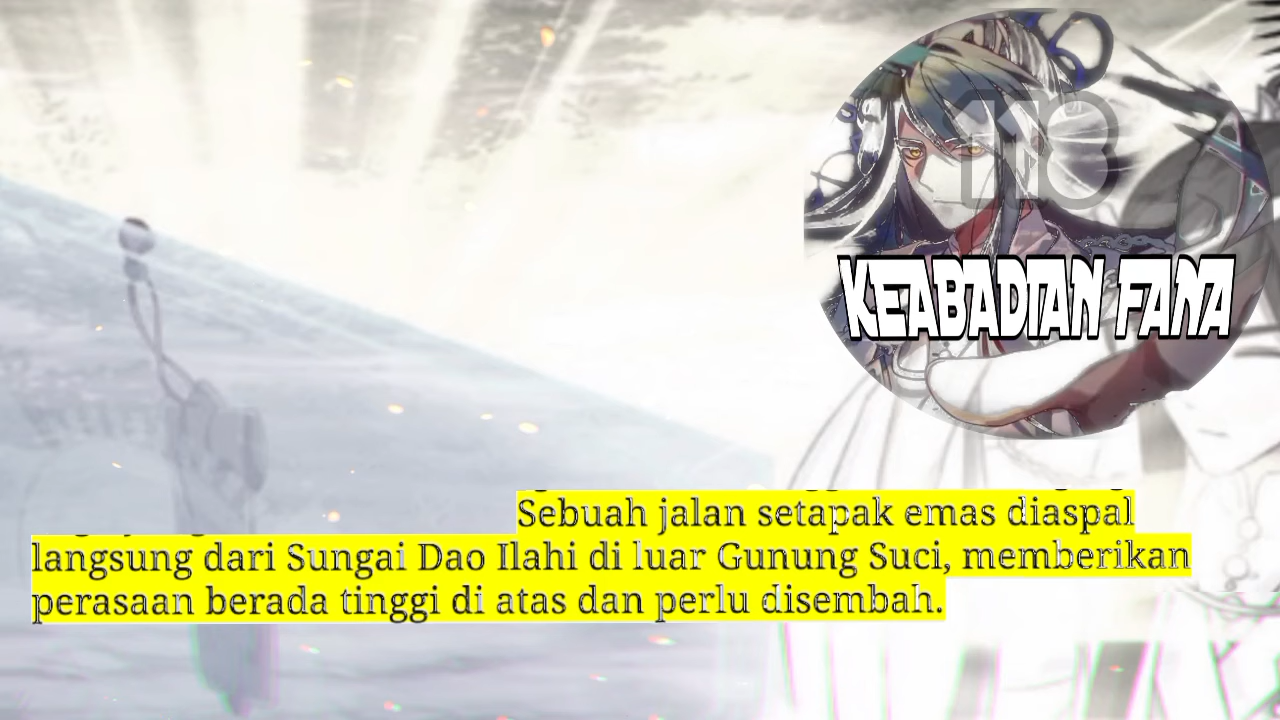 118
KEABADIAN FANA
Sebuah jalan setapak emas diaspal
langsung dari Sungai Dao Ilahi di luar Gunung Suci, memberikan
perasaan berada tinggi di atas dan perlu disembah.